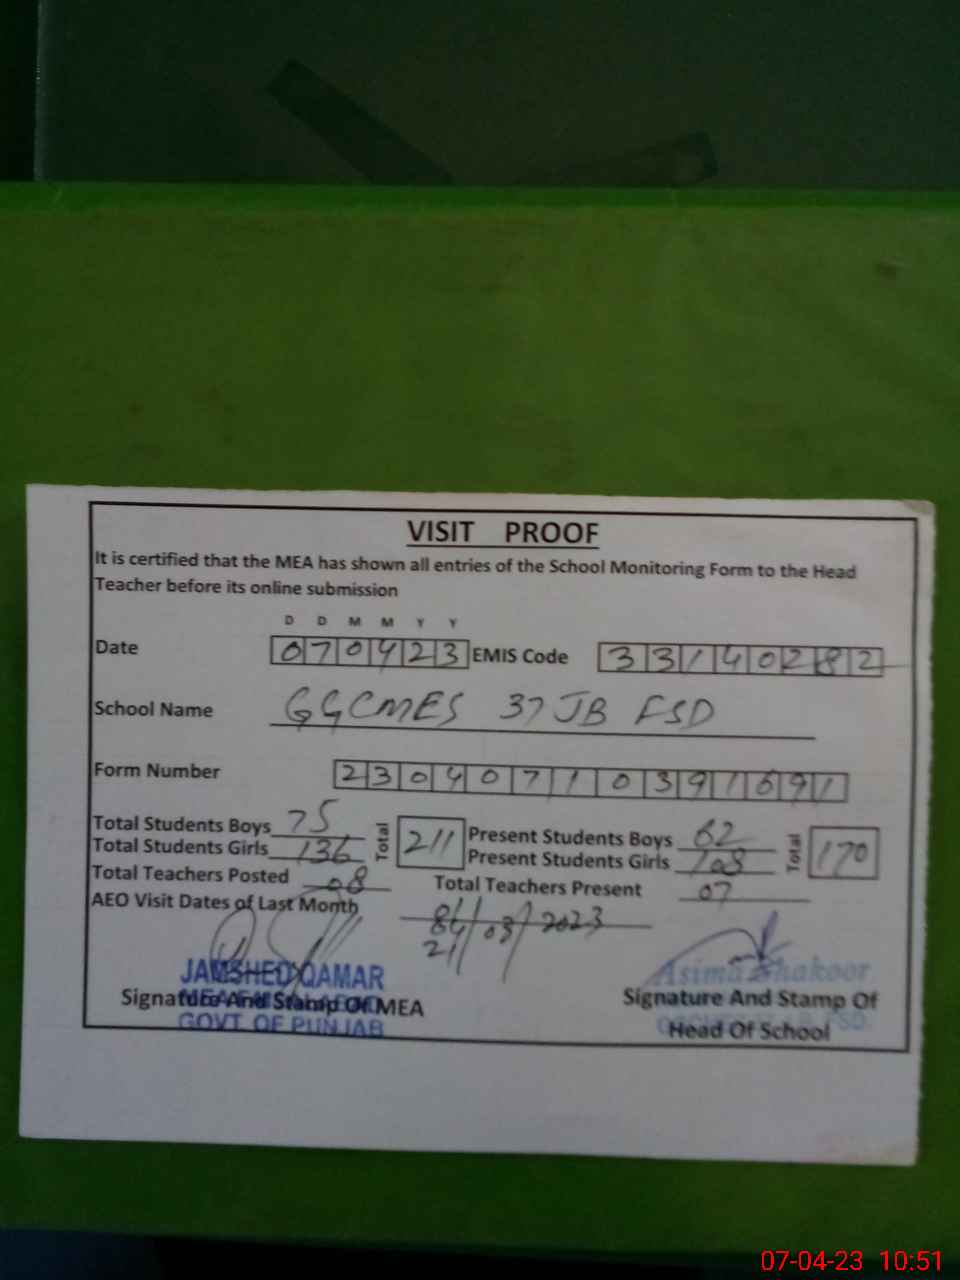 VISIT PROOF
It is certified that the MEA has shown all entries of the School Monitoring Form to the Head
Teacher before its online submission
D D M M Y Y
Date 070423 EMIS Code 33140282
School Name GGCMES 37 JB FSD
Form Number 23040710391691
Total Students Boys 75 Total 211 Present Students Boys 62 Total 170
Total Students Girls 136 Present Students Girls 108
Total Teachers Posted 08 Total Teachers Present 07
AEO Visit Dates of Last Month 21/03/2023
JAMSHED QAMAR Asima Shakoor
Signature And Stamp Of MEA Signature And Stamp Of
GOVT OF PUNJAB Head Of School
07-04-23 10:51